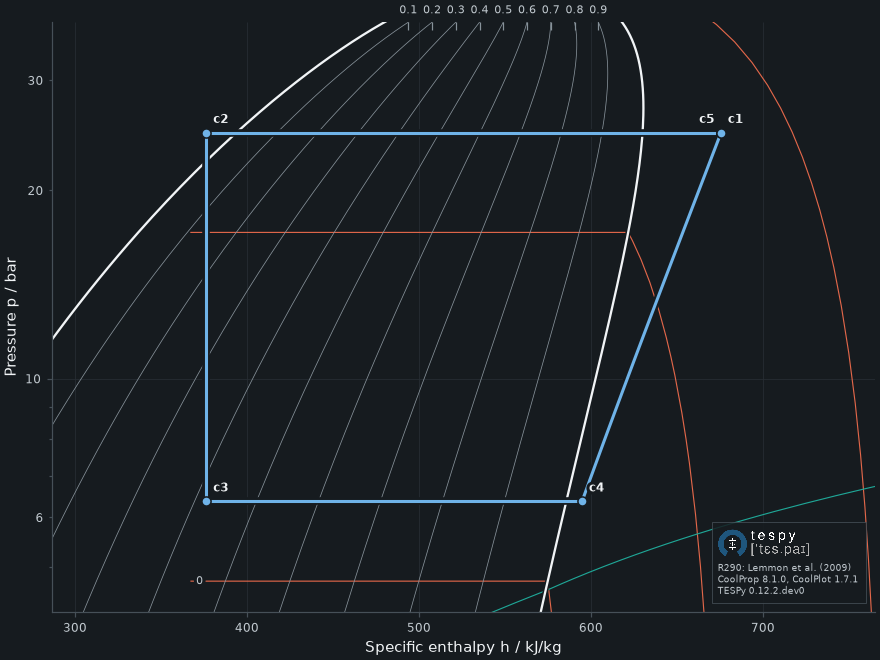 0.1 0.2 0.3 0.4 0.5 0.6 0.7 0.8 0.9
30
20
10
6
Pressure p / bar
c2
c5 c1
c3
c4
0
tespy
['tɛs.paɪ]
R290: Lemmon et al. (2009)
CoolProp 8.1.0, CoolPlot 1.7.1
TESPy 0.12.2.dev0
300 400 500 600 700
Specific enthalpy h / kJ/kg